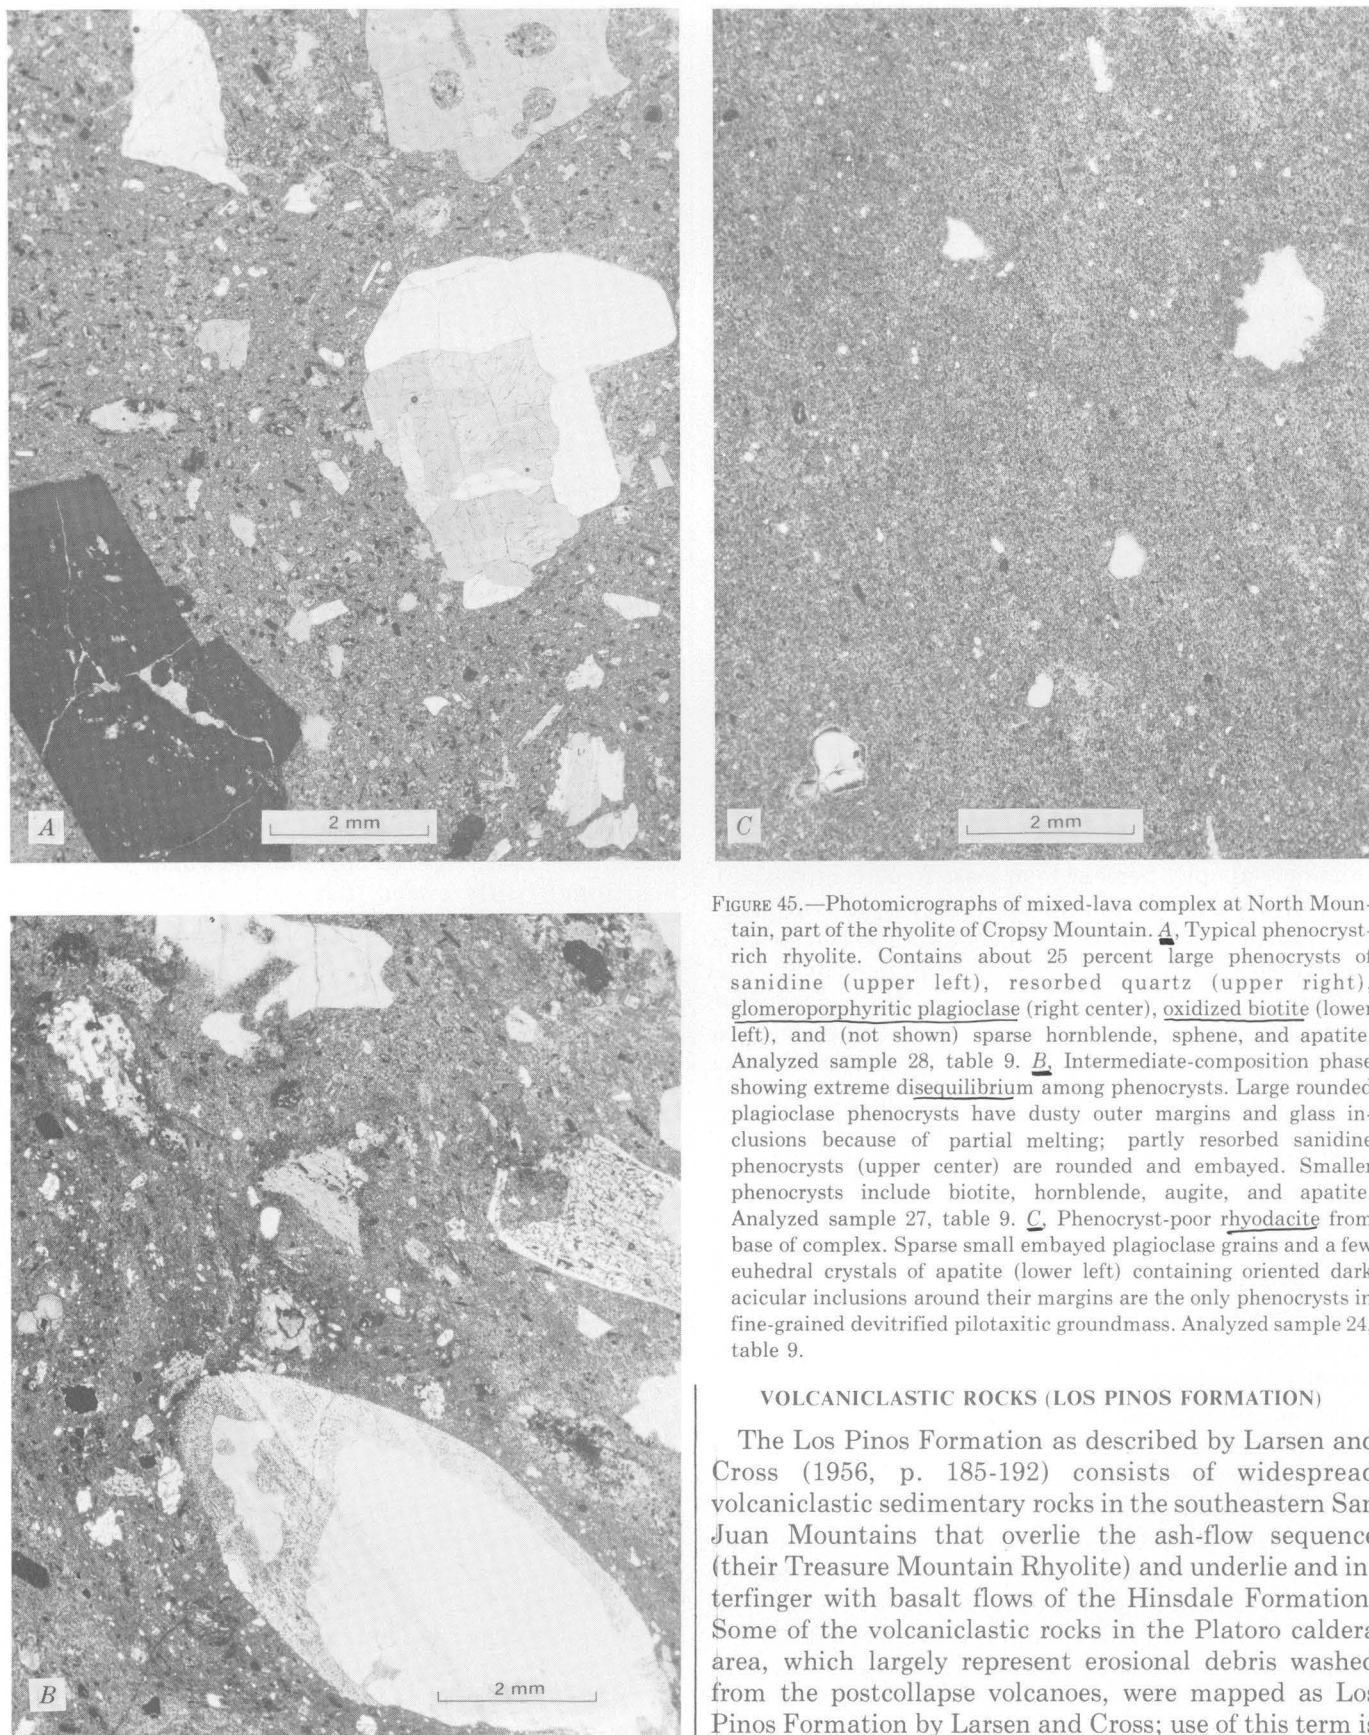 A
2 mm
C
2 mm
B
2 mm
FIGURE 45.—Photomicrographs of mixed-lava complex at North Moun-
tain, part of the rhyolite of Cropsy Mountain. A, Typical phenocryst-
rich rhyolite. Contains about 25 percent large phenocrysts of
sanidine (upper left), resorbed quartz (upper right),
glomeroporphyritic plagioclase (right center), oxidized biotite (lower
left), and (not shown) sparse hornblende, sphene, and apatite
Analyzed sample 28, table 9. B, Intermediate-composition phase
showing extreme disequilibrium among phenocrysts. Large rounded
plagioclase phenocrysts have dusty outer margins and glass in-
clusions because of partial melting; partly resorbed sanidine
phenocrysts (upper center) are rounded and embayed. Smaller
phenocrysts include biotite, hornblende, augite, and apatite
Analyzed sample 27, table 9. C, Phenocryst-poor rhyodacite from
base of complex. Sparse small embayed plagioclase grains and a few
euhedral crystals of apatite (lower left) containing oriented dark
acicular inclusions around their margins are the only phenocrysts in
fine-grained devitrified pilotaxitic groundmass. Analyzed sample 24,
table 9.
VOLCANICLASTIC ROCKS (LOS PINOS FORMATION)
The Los Pinos Formation as described by Larsen and
Cross (1956, p. 185-192) consists of widespread
volcaniclastic sedimentary rocks in the southeastern San
Juan Mountains that overlie the ash-flow sequence
(their Treasure Mountain Rhyolite) and underlie and in-
terfinger with basalt flows of the Hinsdale Formation
Some of the volcaniclastic rocks in the Platoro caldera
area, which largely represent erosional debris washed
from the postcollapse volcanoes, were mapped as Los
Pinos Formation by Larsen and Cross; use of this term is